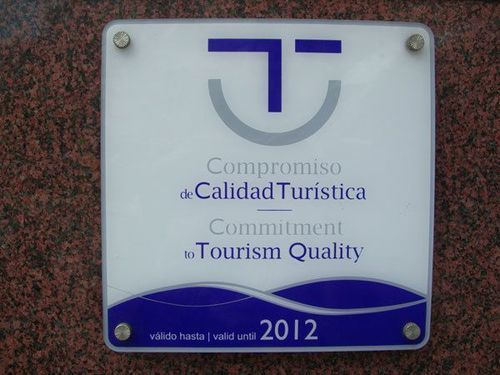 Compromiso
de Calidad Turística
Commitment
to Tourism Quality
válido hasta | valid until 2012